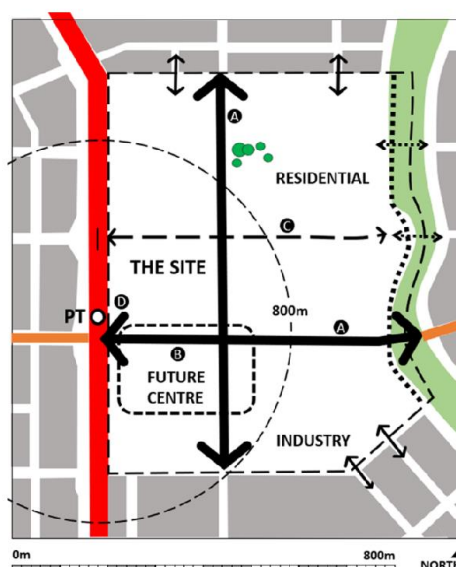 A
RESIDENTIAL
C
THE SITE
D
PT
800m
A
B
FUTURE
CENTRE
INDUSTRY
0m
800m
NORTH